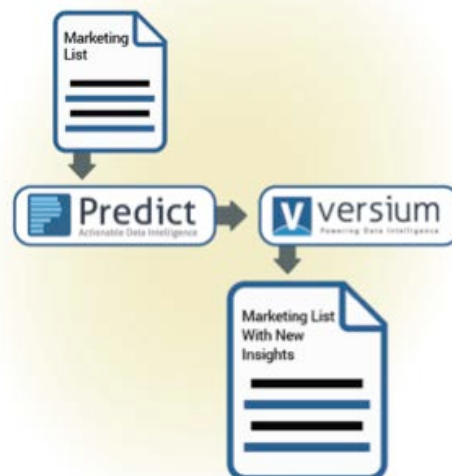 Marketing
List
Predict
Actionable Data Intelligence
V versium
Powering Data Intelligence
Marketing List
With New
Insights